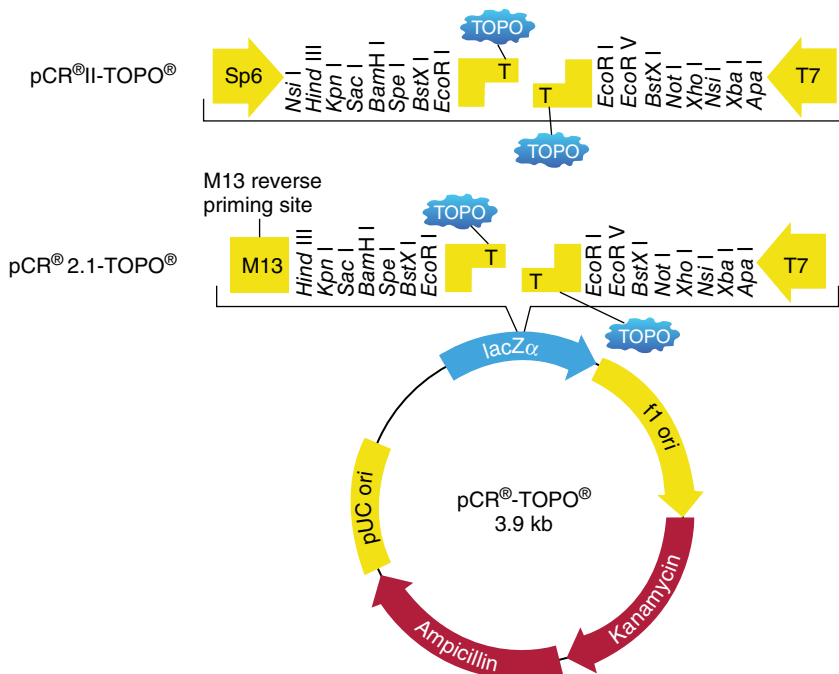 TOPO
pCR®II-TOPO®
Sp6
Nsi I
Hind III
Kpn I
Sac I
BamH I
Spe I
BstX I
EcoR I
T
T
EcoR I
EcoR V
BstX I
Not I
Xho I
Nsi I
Xba I
Apa I
T7
TOPO
M13 reverse
priming site
TOPO
pCR® 2.1-TOPO®
M13
Hind III
Kpn I
Sac I
BamH I
Spe I
BstX I
EcoR I
T
T
EcoR I
EcoR V
BstX I
Not I
Xho I
Nsi I
Xba I
Apa I
T7
TOPO
lacZα
f1 ori
pUC ori
pCR®-TOPO®
3.9 kb
Kanamycin
Ampicillin